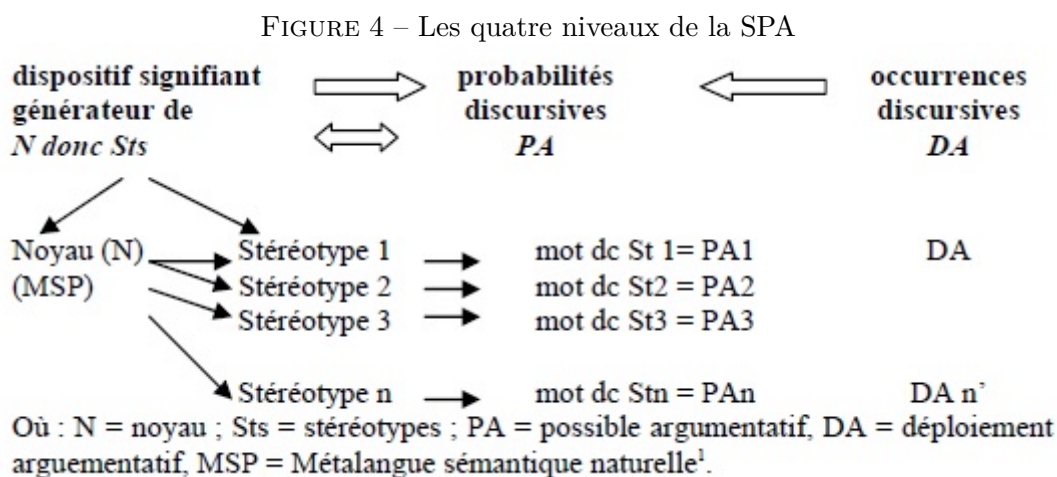 FIGURE 4 – Les quatre niveaux de la SPA
dispositif signifiant probabilités occurrences
générateur de discursives discursives
N donc Sts PA DA
Noyau (N) Stéréotype 1 mot dc St 1= PA1 DA
(MSP) Stéréotype 2 mot dc St2 = PA2
Stéréotype 3 mot dc St3 = PA3
Stéréotype n mot dc Stn = PAn DA n’
Où : N = noyau ; Sts = stéréotypes ; PA = possible argumentatif, DA = déploiement
arguementatif, MSP = Métalangue sémantique naturelle¹.